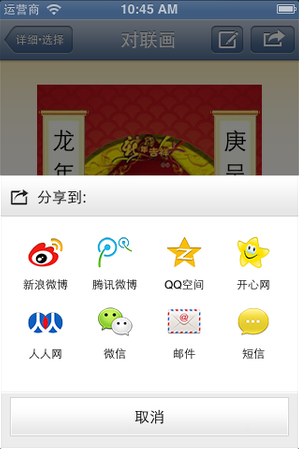 运营商 10:45 AM
详细·选择 对联画
龙年
庚
分享到:
新浪微博 腾讯微博 QQ空间 开心网
人人网 微信 邮件 短信
取消